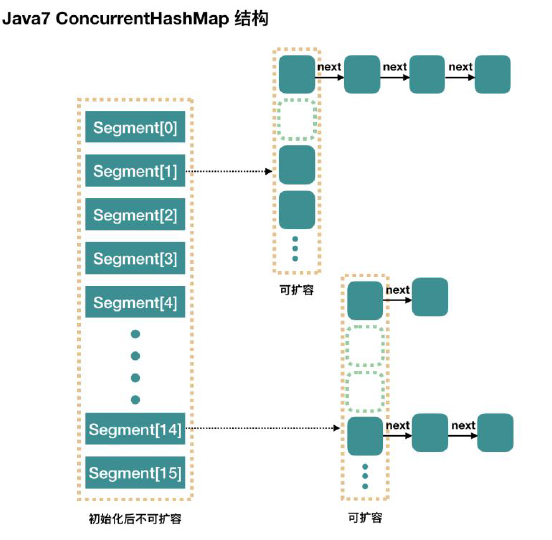 Java7 ConcurrentHashMap 结构
next
next
next
Segment[0]
Segment[1]
Segment[2]
Segment[3]
Segment[4]
可扩容
next
Segment[14]
next
next
Segment[15]
初始化后不可扩容
可扩容